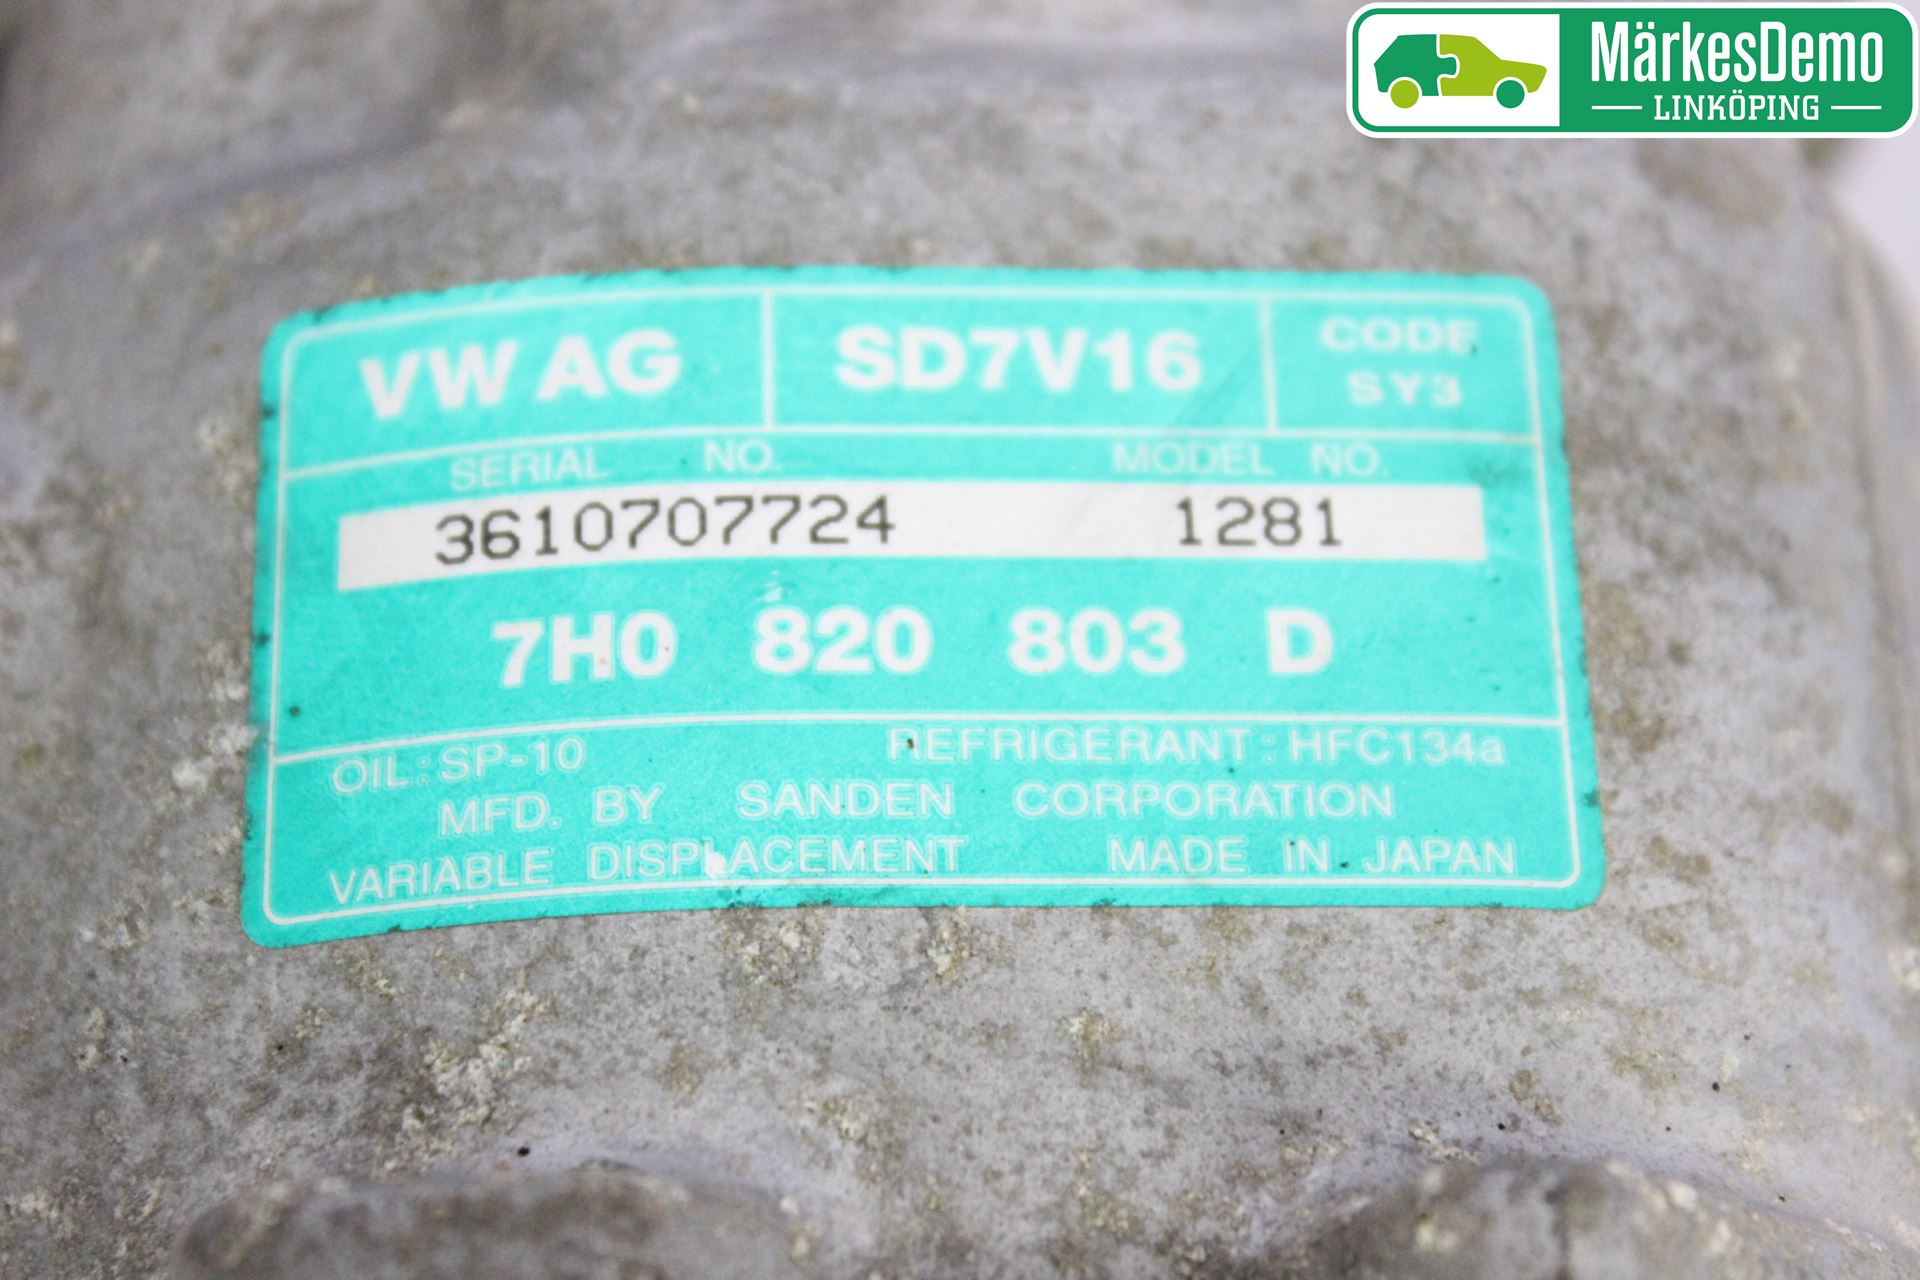 MärkesDemo
LINKÖPING
VW AG SD7V16 CODE SY3
SERIAL NO. MODEL NO.
3610707724 1281
7H0 820 803 D
OIL: SP-10 REFRIGERANT: HFC134a
MFD. BY SANDEN CORPORATION
VARIABLE DISPLACEMENT MADE IN JAPAN